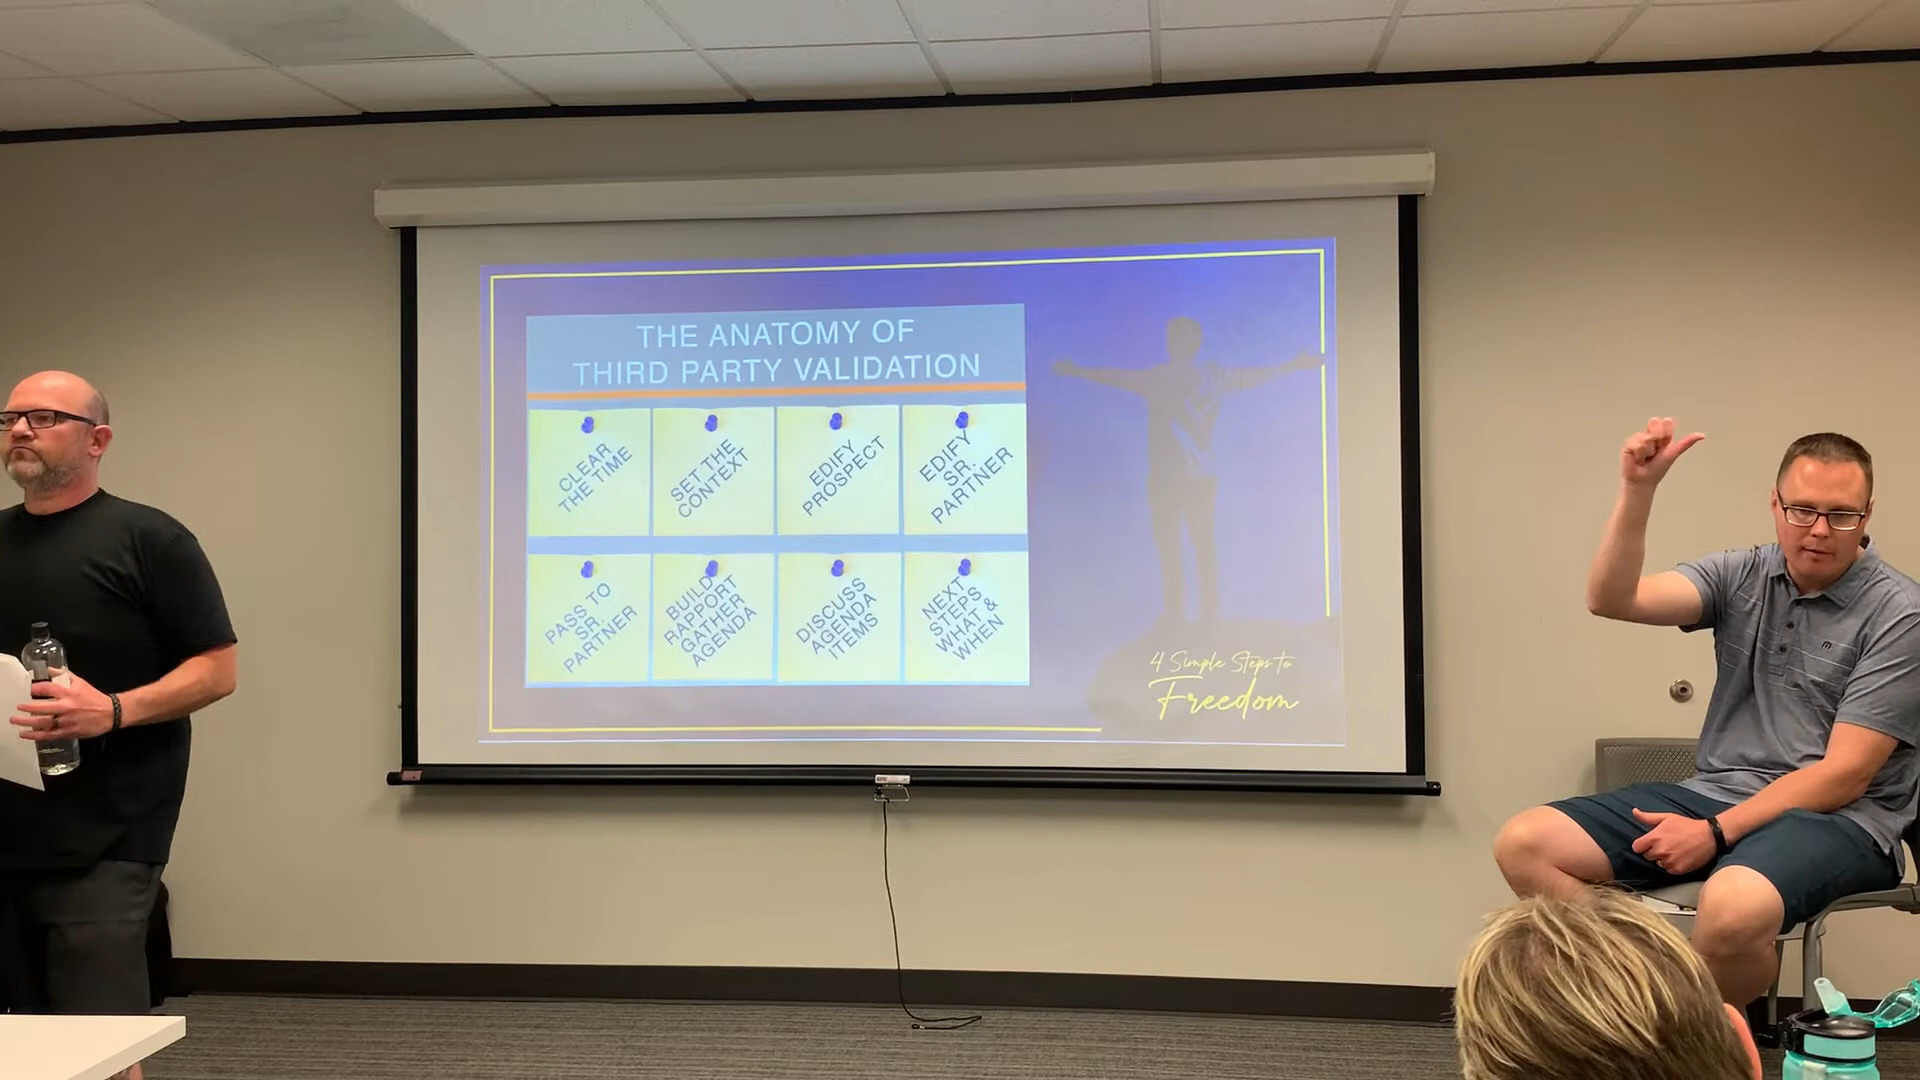 THE ANATOMY OF
THIRD PARTY VALIDATION
CLEAR
THE TIME
SET THE
CONTEXT
EDIFY
PROSPECT
EDIFY
SR.
PARTNER
PASS TO
SR.
PARTNER
BUILD
RAPPORT
GATHER
AGENDA
DISCUSS
AGENDA
ITEMS
NEXT
STEPS
WHAT &
WHEN
4 Simple Steps to
Freedom